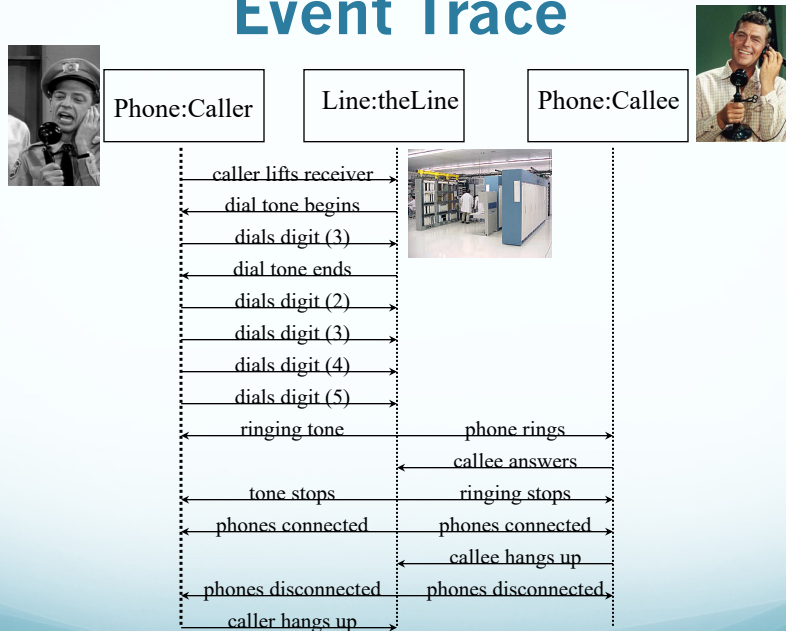 Event Trace
Phone:Caller
Line:theLine
Phone:Callee
caller lifts receiver
dial tone begins
dials digit (3)
dial tone ends
dials digit (2)
dials digit (3)
dials digit (4)
dials digit (5)
ringing tone phone rings
callee answers
tone stops ringing stops
phones connected phones connected
callee hangs up
phones disconnected phones disconnected
caller hangs up